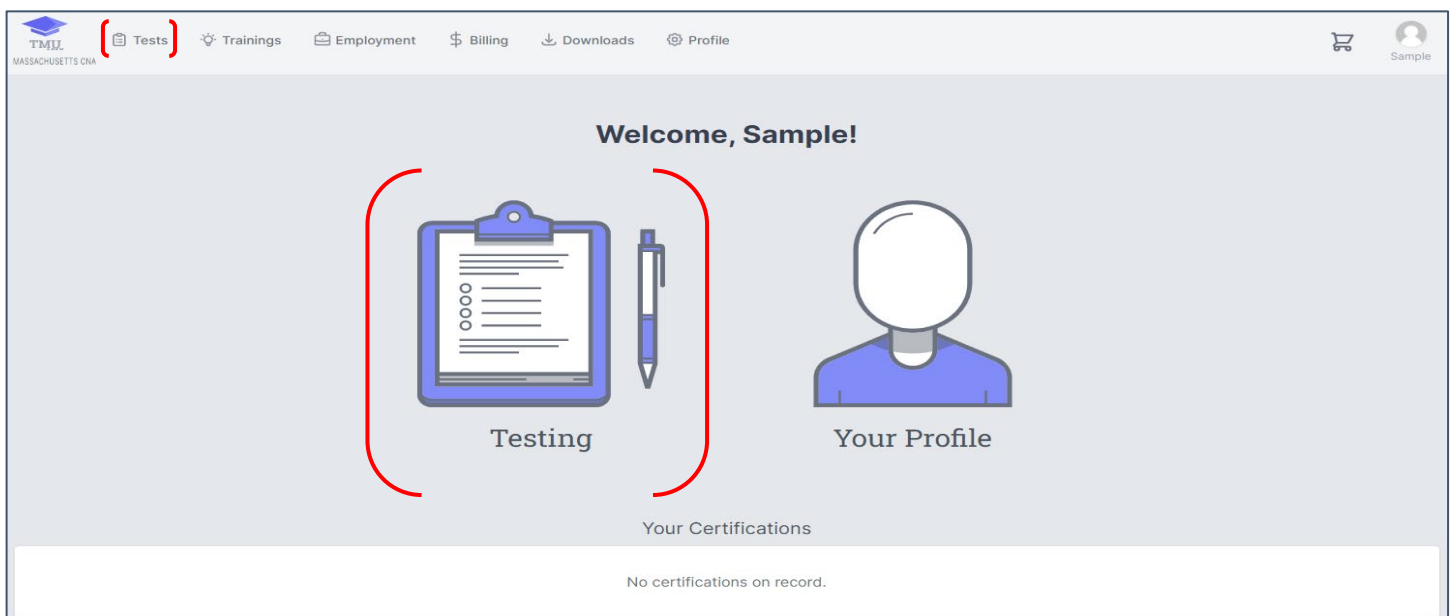 TMU
MASSACHUSETTS CNA
Tests Trainings Employment $ Billing Downloads Profile
Sample
Welcome, Sample!
Testing
Your Profile
Your Certifications
No certifications on record.